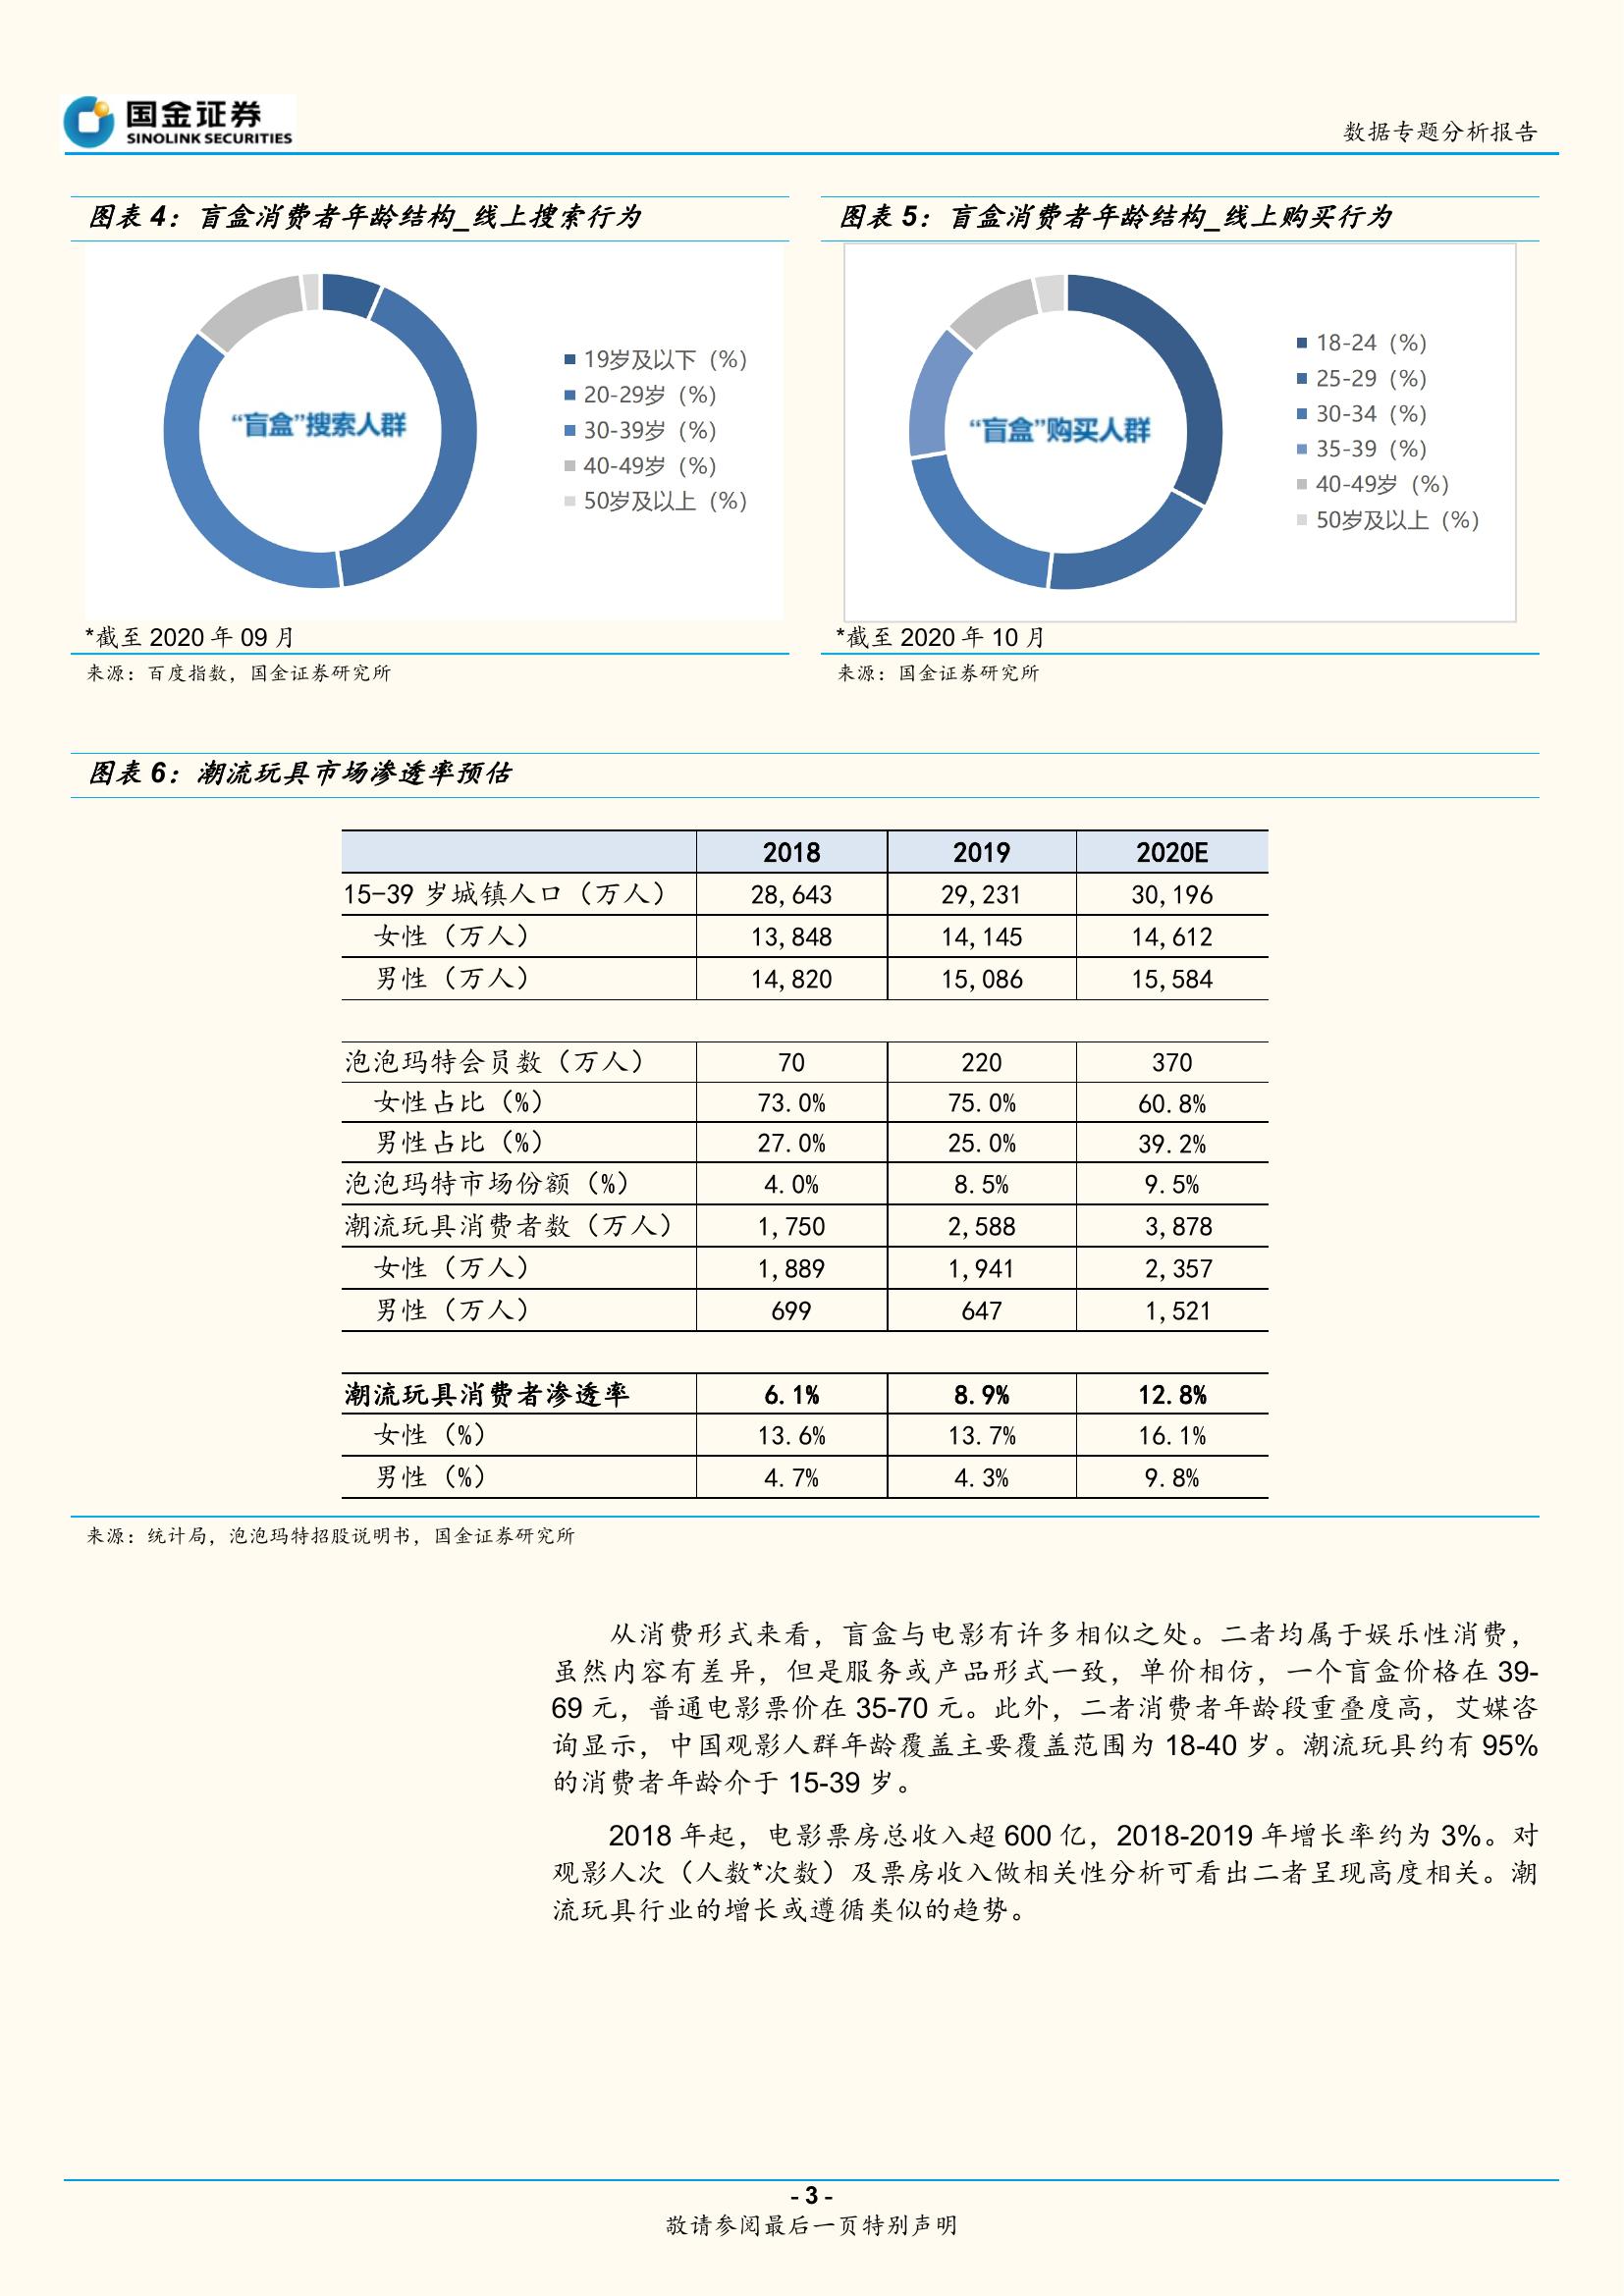 国金证券
SINOLINK SECURITIES
数据专题分析报告
图表 4：盲盒消费者年龄结构_线上搜索行为
“盲盒”搜索人群
19岁及以下（%）
20-29岁（%）
30-39岁（%）
40-49岁（%）
50岁及以上（%）
*截至 2020 年 09 月
来源：百度指数，国金证券研究所
图表 5：盲盒消费者年龄结构_线上购买行为
“盲盒”购买人群
18-24（%）
25-29（%）
30-34（%）
35-39（%）
40-49岁（%）
50岁及以上（%）
*截至 2020 年 10 月
来源：国金证券研究所
图表 6：潮流玩具市场渗透率预估
2018 2019 2020E
15-39 岁城镇人口（万人） 28,643 29,231 30,196
女性（万人） 13,848 14,145 14,612
男性（万人） 14,820 15,086 15,584
泡泡玛特会员数（万人） 70 220 370
女性占比（%） 73.0% 75.0% 60.8%
男性占比（%） 27.0% 25.0% 39.2%
泡泡玛特市场份额（%） 4.0% 8.5% 9.5%
潮流玩具消费者数（万人） 1,750 2,588 3,878
女性（万人） 1,889 1,941 2,357
男性（万人） 699 647 1,521
潮流玩具消费者渗透率 6.1% 8.9% 12.8%
女性（%） 13.6% 13.7% 16.1%
男性（%） 4.7% 4.3% 9.8%
来源：统计局，泡泡玛特招股说明书，国金证券研究所
从消费形式来看，盲盒与电影有许多相似之处。二者均属于娱乐性消费，
虽然内容有差异，但是服务或产品形式一致，单价相仿，一个盲盒价格在 39-
69 元，普通电影票价在 35-70 元。此外，二者消费者年龄段重叠度高，艾媒咨
询显示，中国观影人群年龄覆盖主要覆盖范围为 18-40 岁。潮流玩具约有 95%
的消费者年龄介于 15-39 岁。
2018 年起，电影票房总收入超 600 亿，2018-2019 年增长率约为 3%。对
观影人次（人数*次数）及票房收入做相关性分析可看出二者呈现高度相关。潮
流玩具行业的增长或遵循类似的趋势。
- 3 -
敬请参阅最后一页特别声明